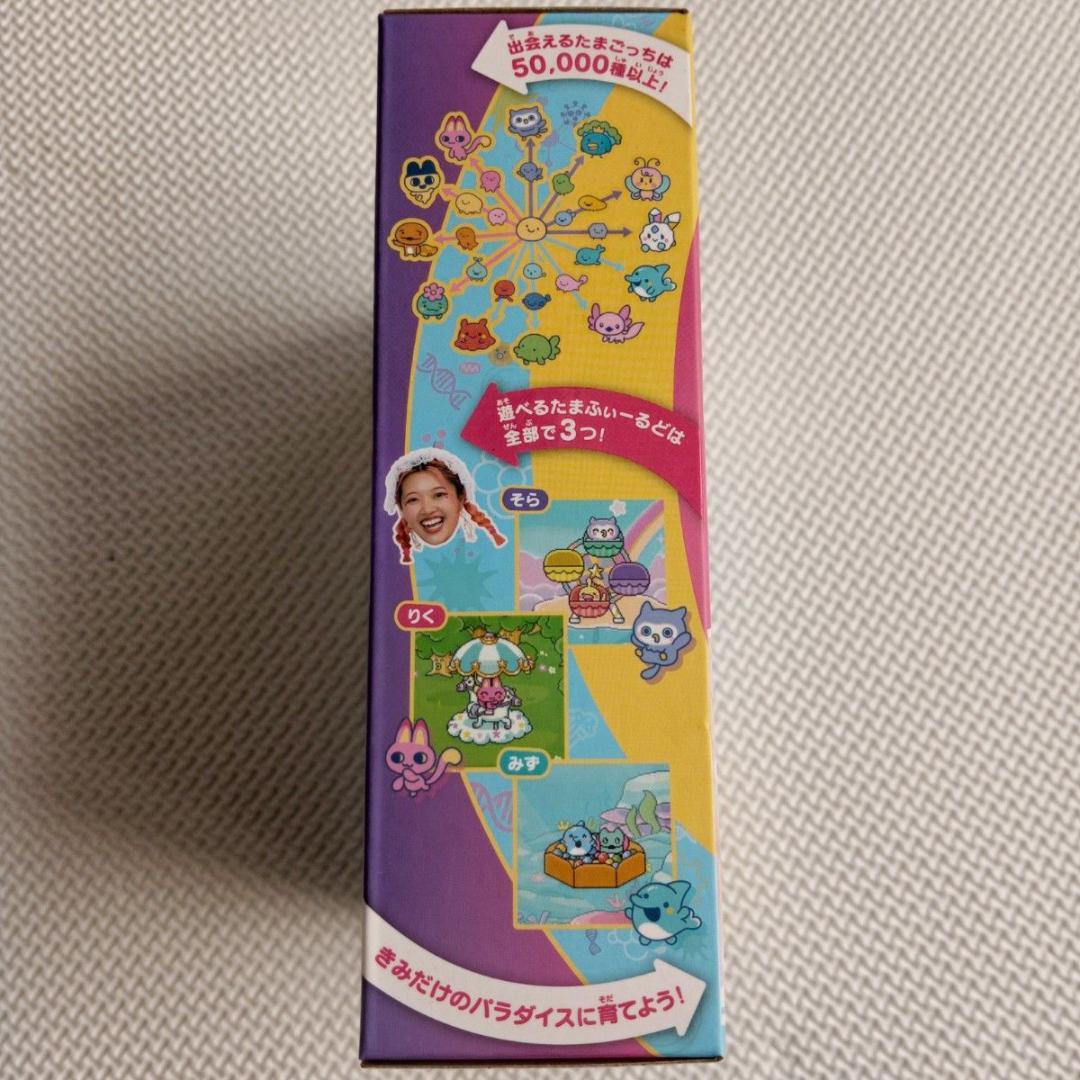 出会えるたまごっちは
50,000種以上!
遊べるたまふぃーるどは
全部で3つ!
そら
りく
みず
きみだけのパラダイスに育てよう!